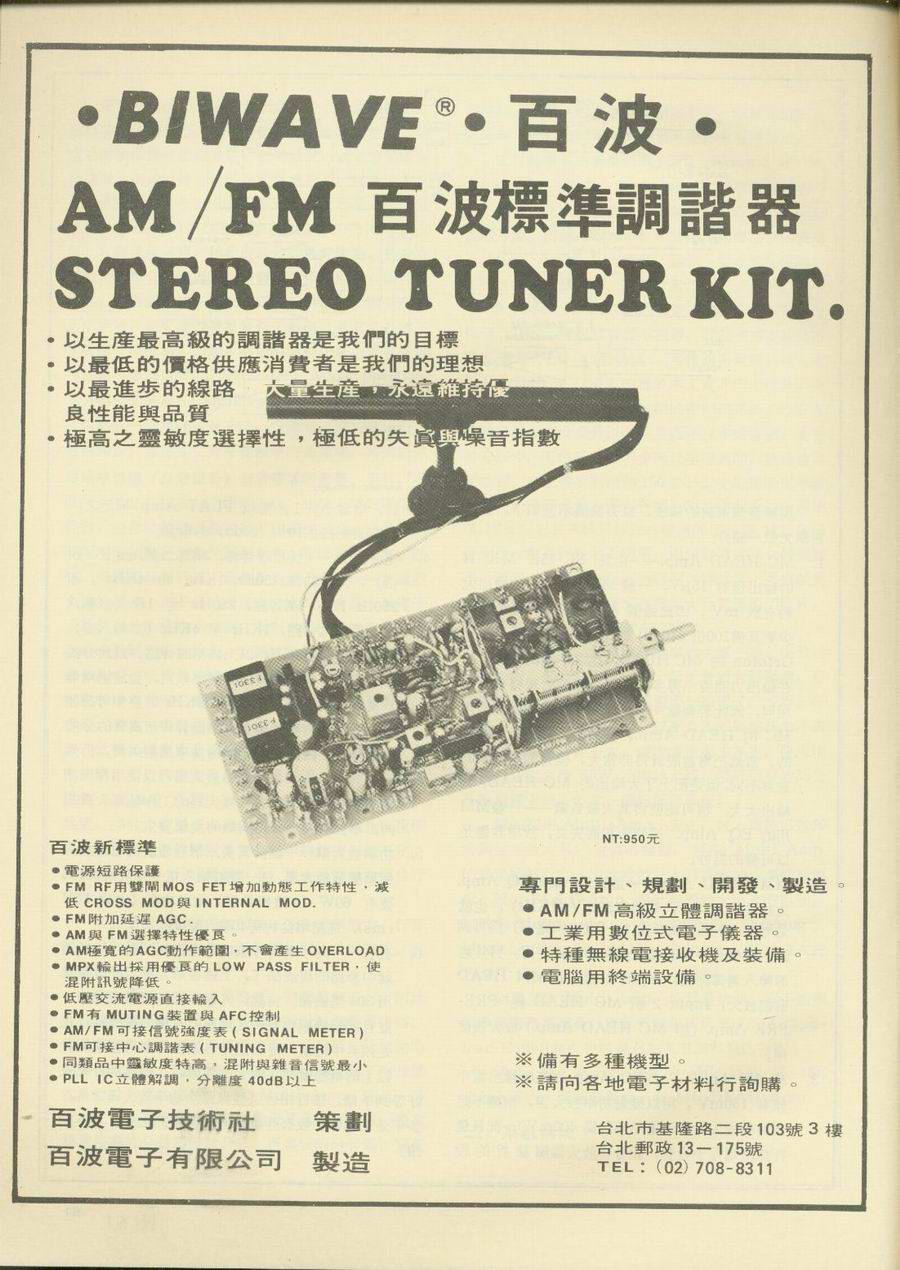 •BIWAVE®•百波•
AM/FM 百波標準調諧器
STEREO TUNER KIT.
• 以生產最高級的調諧器是我們的目標
• 以最低的價格供應消費者是我們的理想
• 以最進步的線路 大量生產，永遠維持優
良性能與品質
• 極高之靈敏度選擇性，極低的失真與噪音指數
F3301
F3301
NT:950元
百波新標準
● 電源短路保護
● FM RF用雙閘MOS FET增加動態工作特性，減
低 CROSS MOD與INTERNAL MOD.
● FM附加延遲 AGC.
● AM與 FM選擇特性優良。
● AM極寬的AGC動作範圍，不會產生OVERLOAD
● MPX輸出採用優良的LOW PASS FILTER，使
混附訊號降低。
● 低壓交流電源直接輸入
● FM有 MUTING裝置與AFC控制
● AM/FM可接信號強度表(SIGNAL METER)
● FM可接中心調諧表(TUNING METER)
● 同類品中靈敏度特高，混附與雜音信號最小
● PLL IC立體解調，分離度 40dB以上
專門設計、規劃、開發、製造。
● AM/FM高級立體調諧器。
● 工業用數位式電子儀器。
● 特種無線電接收機及裝備。
● 電腦用終端設備。
※備有多種機型。
※請向各地電子材料行詢購。
百波電子技術社 策劃
百波電子有限公司 製造
台北市基隆路二段103號3樓
台北郵政13－175號
TEL：(02) 708-8311